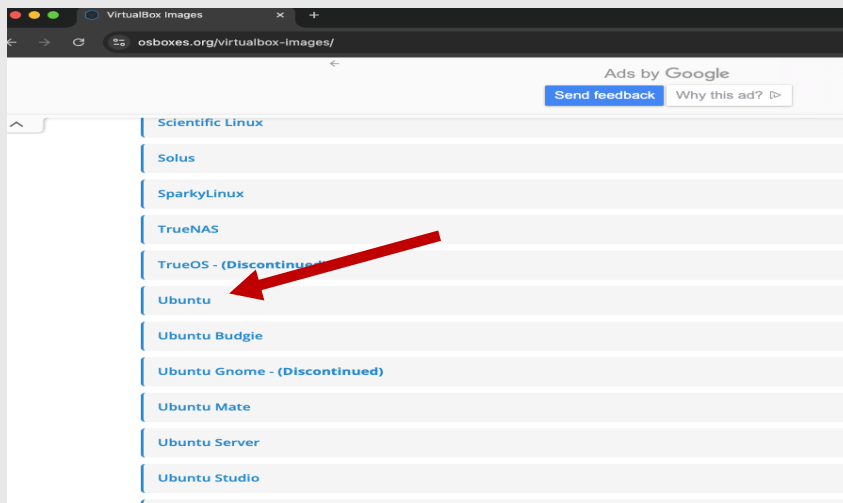 VirtualBox Images
osboxes.org/virtualbox-images/
Ads by Google
Send feedback Why this ad?
Scientific Linux
Solus
SparkyLinux
TrueNAS
TrueOS - (Discontinued)
Ubuntu
Ubuntu Budgie
Ubuntu Gnome - (Discontinued)
Ubuntu Mate
Ubuntu Server
Ubuntu Studio